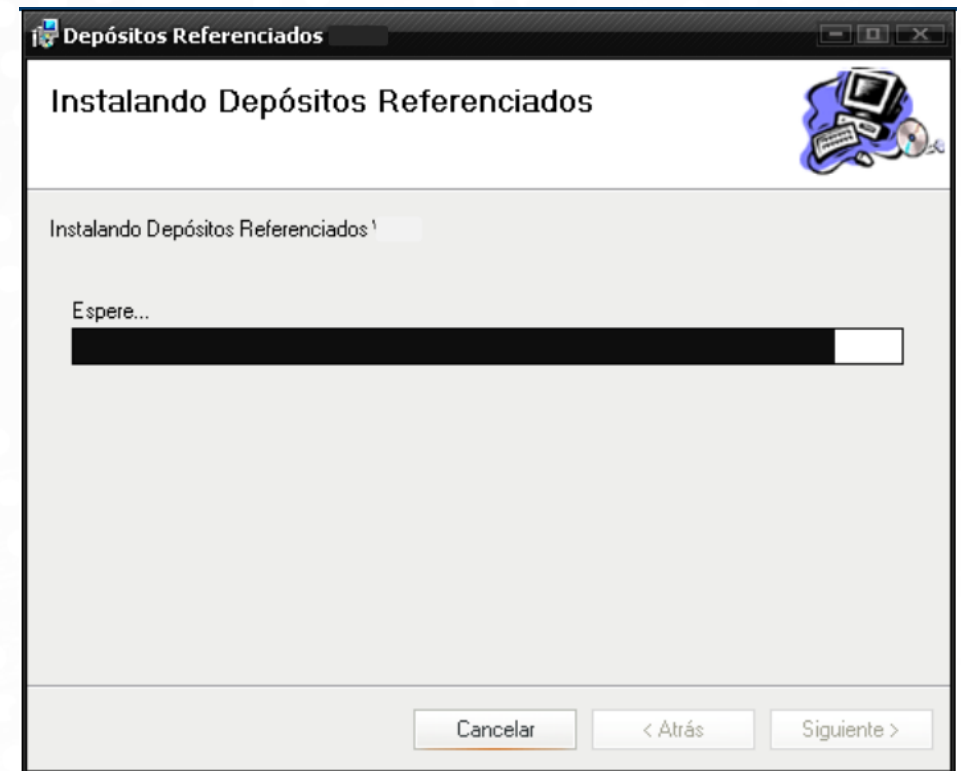 Depósitos Referenciados
Instalando Depósitos Referenciados
Instalando Depósitos Referenciados
Espere...
Cancelar
< Atrás
Siguiente >